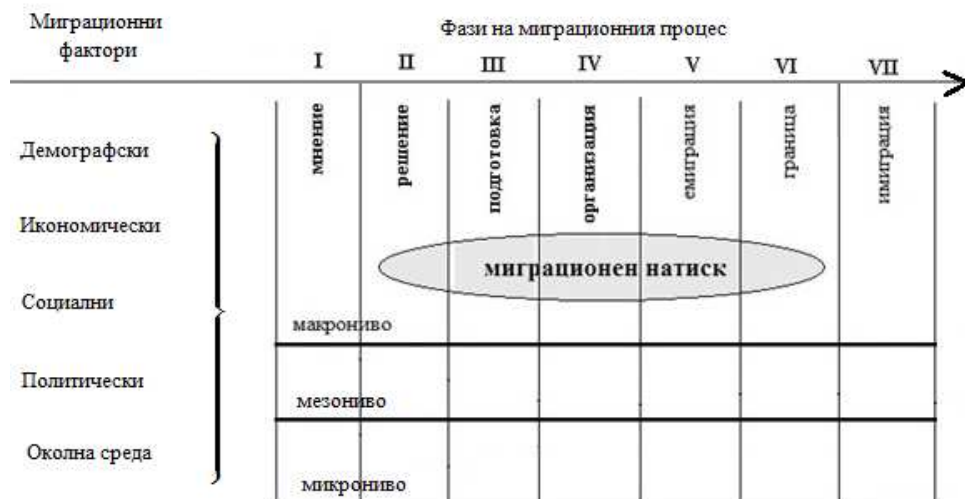 Миграционни
фактори
Фази на миграционния процес
I II III IV V VI VII
мнение
решение
подготовка
организация
емиграция
граница
имиграция
Демографски
Икономически
Социални
Политически
Околна среда
миграционен натиск
макрониво
мезониво
микрониво